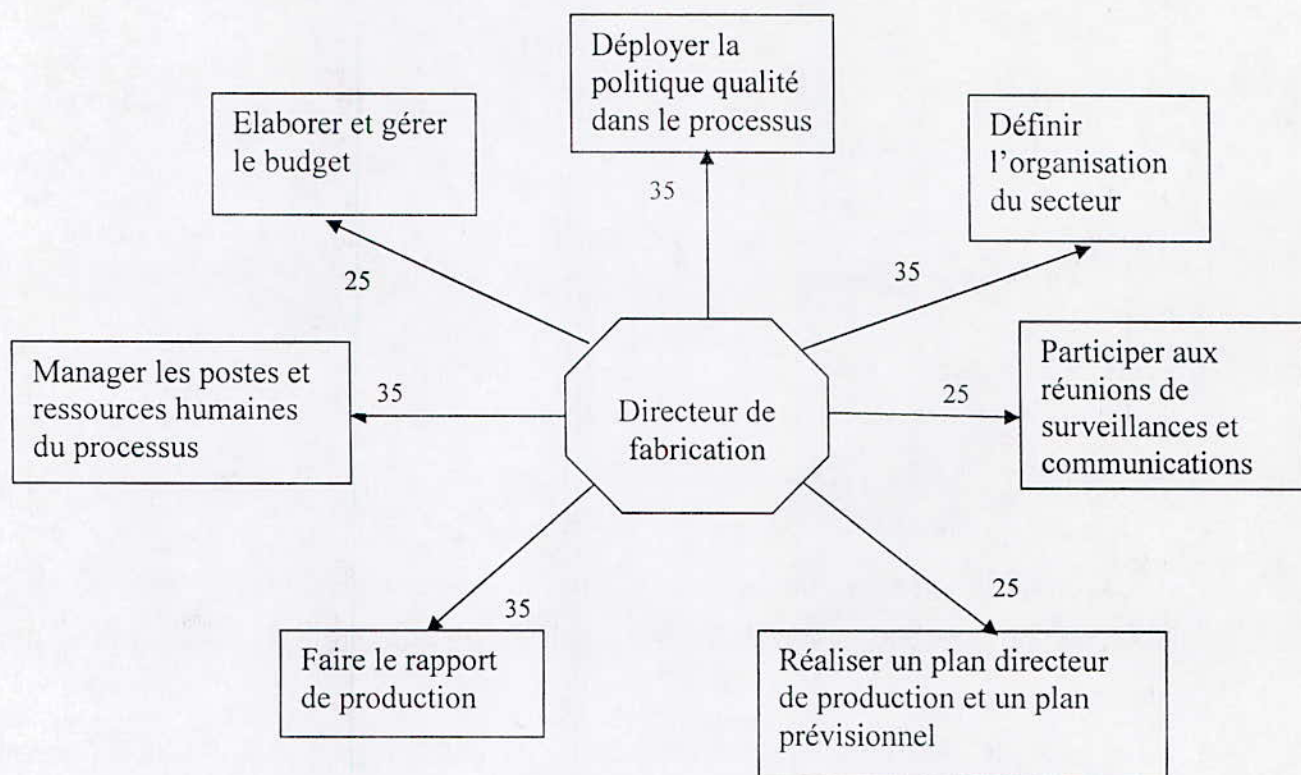 Déployer la
politique qualité
dans le processus
35
Elaborer et gérer
le budget
25
Définir
l'organisation
du secteur
35
Manager les postes et
ressources humaines
du processus
35
Directeur de
fabrication
Participer aux
réunions de
surveillances et
communications
25
Faire le rapport
de production
35
Réaliser un plan directeur
de production et un plan
prévisionnel
25